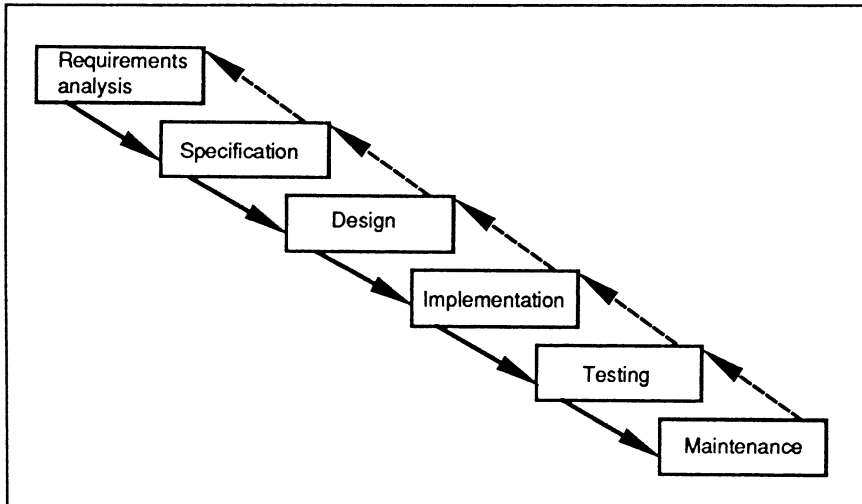 Requirements
analysis
Specification
Design
Implementation
Testing
Maintenance